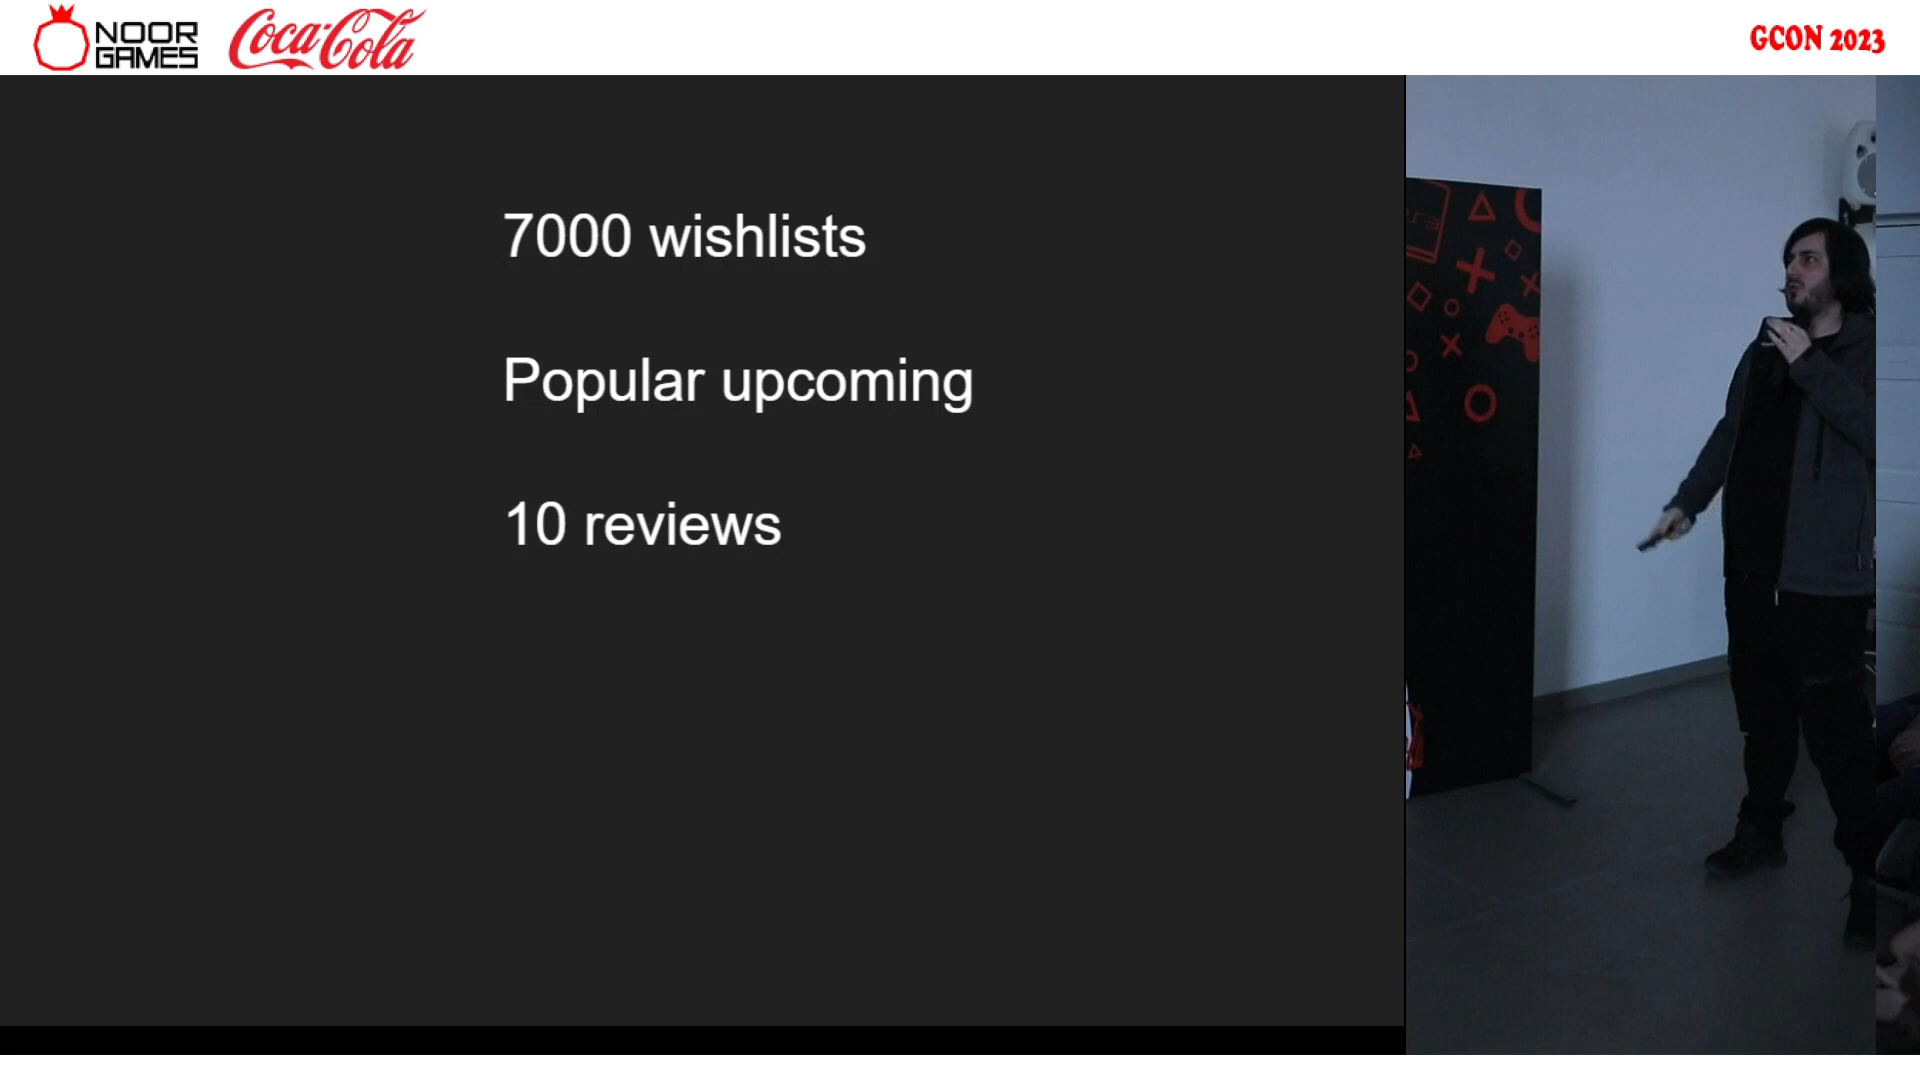 NOOR
GAMES
Coca-Cola
GCON 2023
7000 wishlists
Popular upcoming
10 reviews